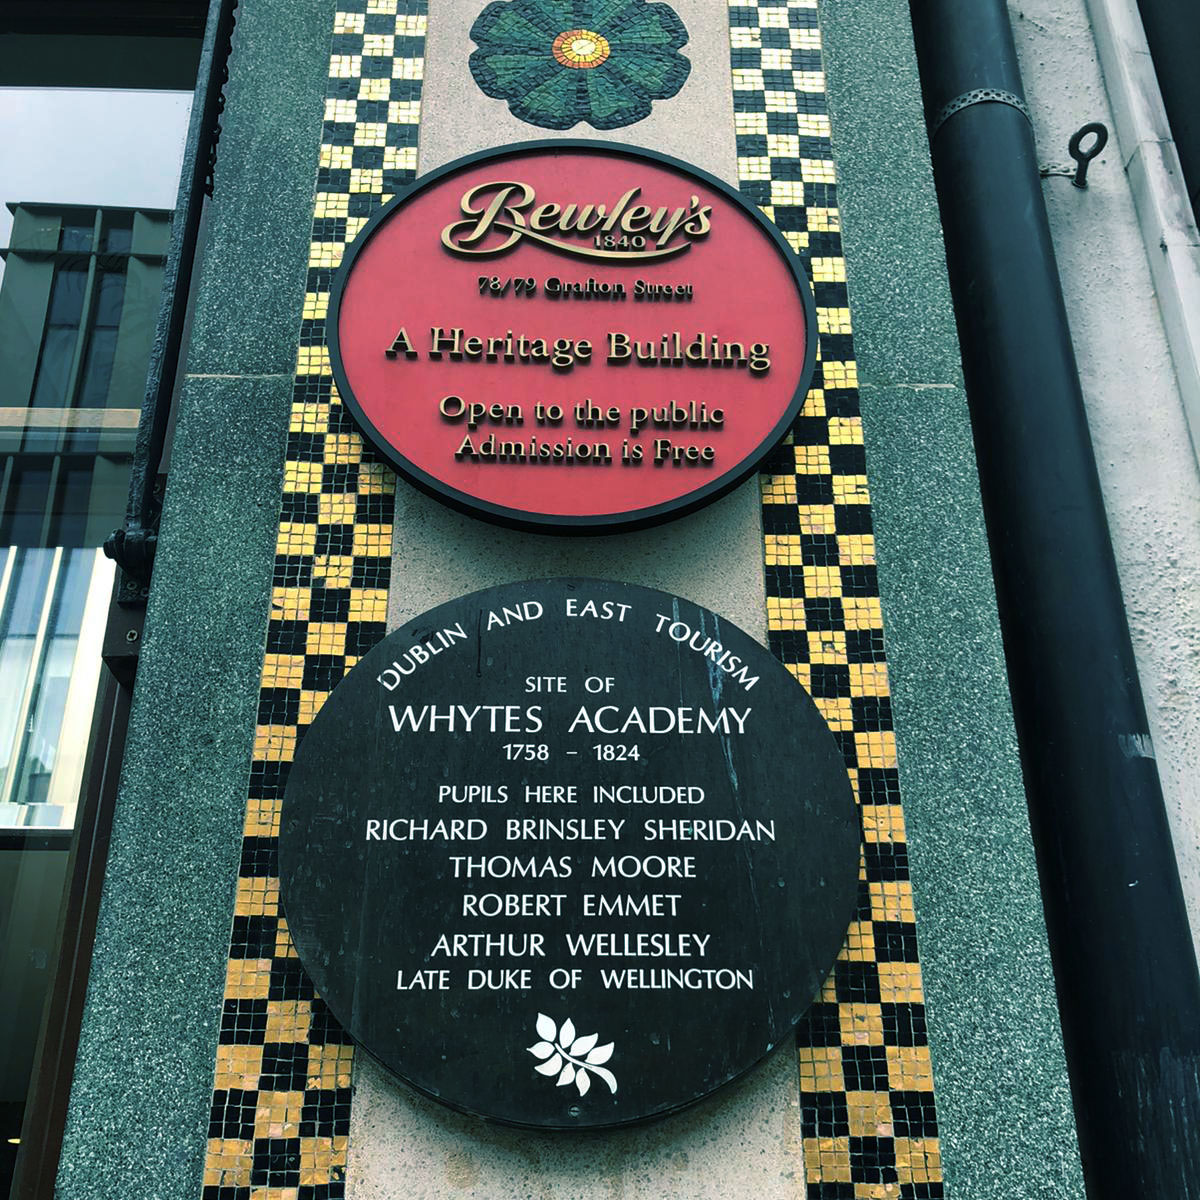 Bewley's
1840
78/79 Grafton Street
A Heritage Building
Open to the public
Admission is Free
DUBLIN AND EAST TOURISM
SITE OF
WHYTES ACADEMY
1758 – 1824
PUPILS HERE INCLUDED
RICHARD BRINSLEY SHERIDAN
THOMAS MOORE
ROBERT EMMET
ARTHUR WELLESLEY
LATE DUKE OF WELLINGTON